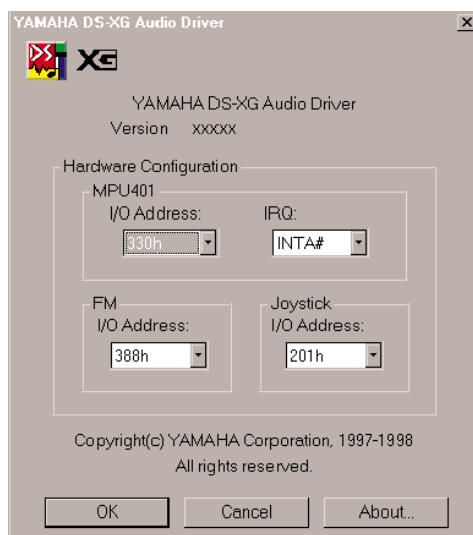 YAMAHA DS-XG Audio Driver
DS XG
YAMAHA DS-XG Audio Driver
Version xxxxx
Hardware Configuration
MPU401
I/O Address: IRQ:
330h INTA#
FM Joystick
I/O Address: I/O Address:
388h 201h
Copyright(c) YAMAHA Corporation, 1997-1998
All rights reserved.
OK Cancel About...